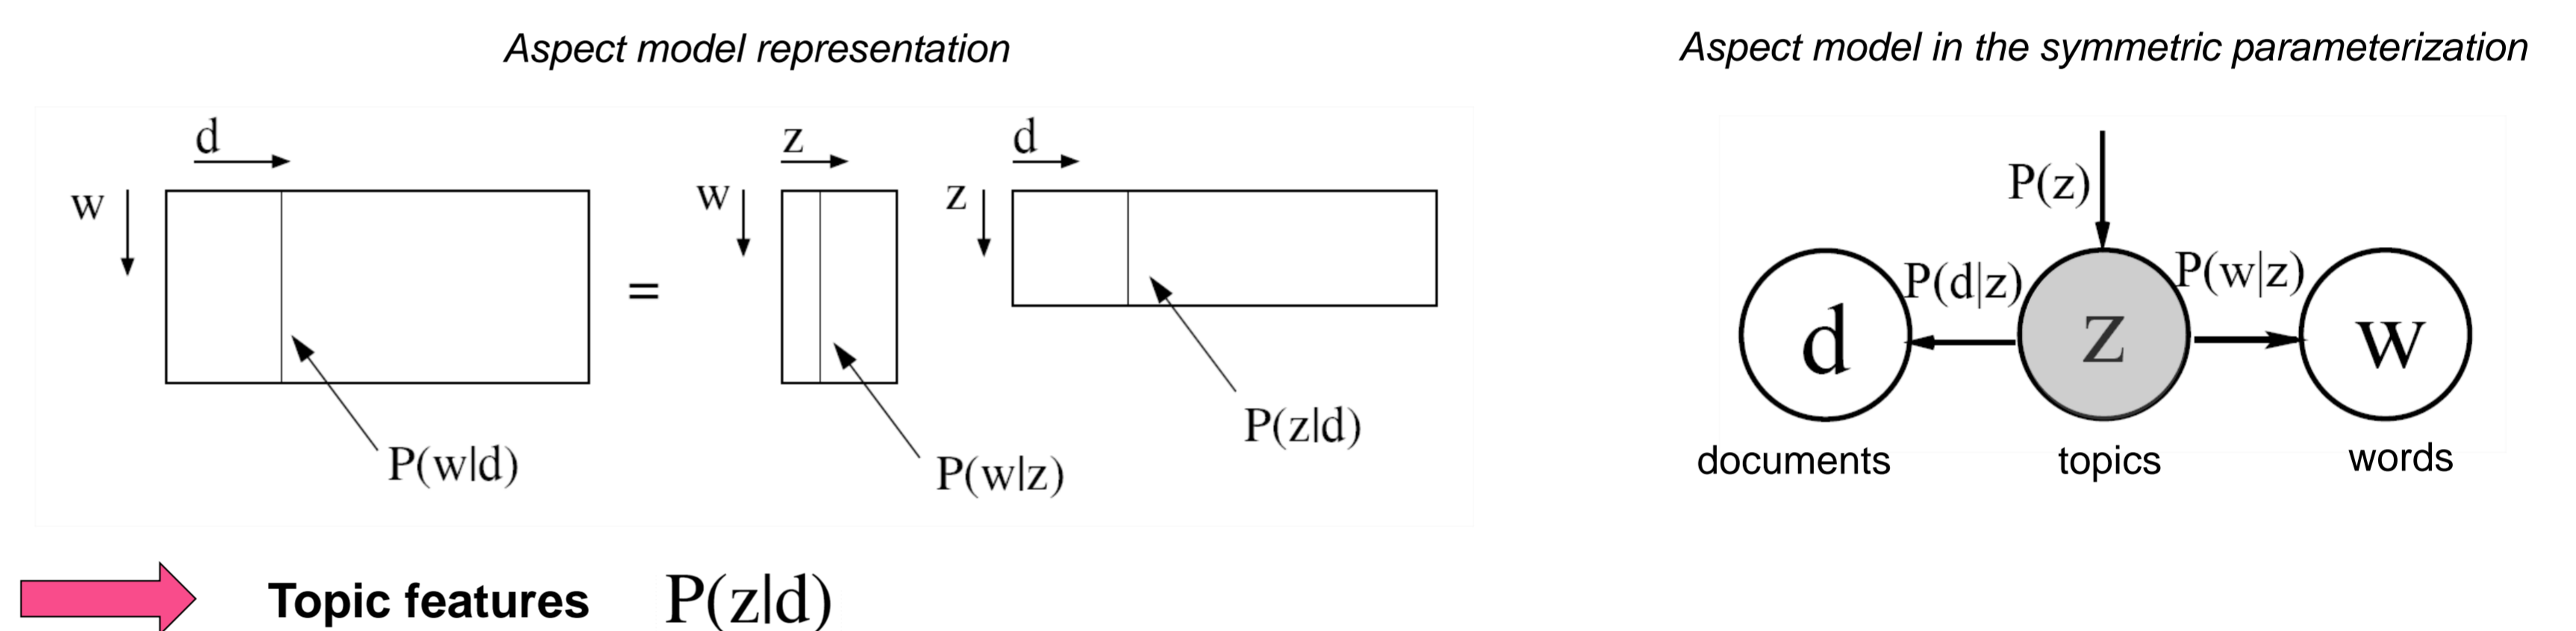 Aspect model representation
d
w
=
z
w
d
z
P(w|d)
P(w|z)
P(z|d)
Aspect model in the symmetric parameterization
P(z)
P(d|z)
P(w|z)
d
z
w
documents
topics
words
Topic features P(z|d)